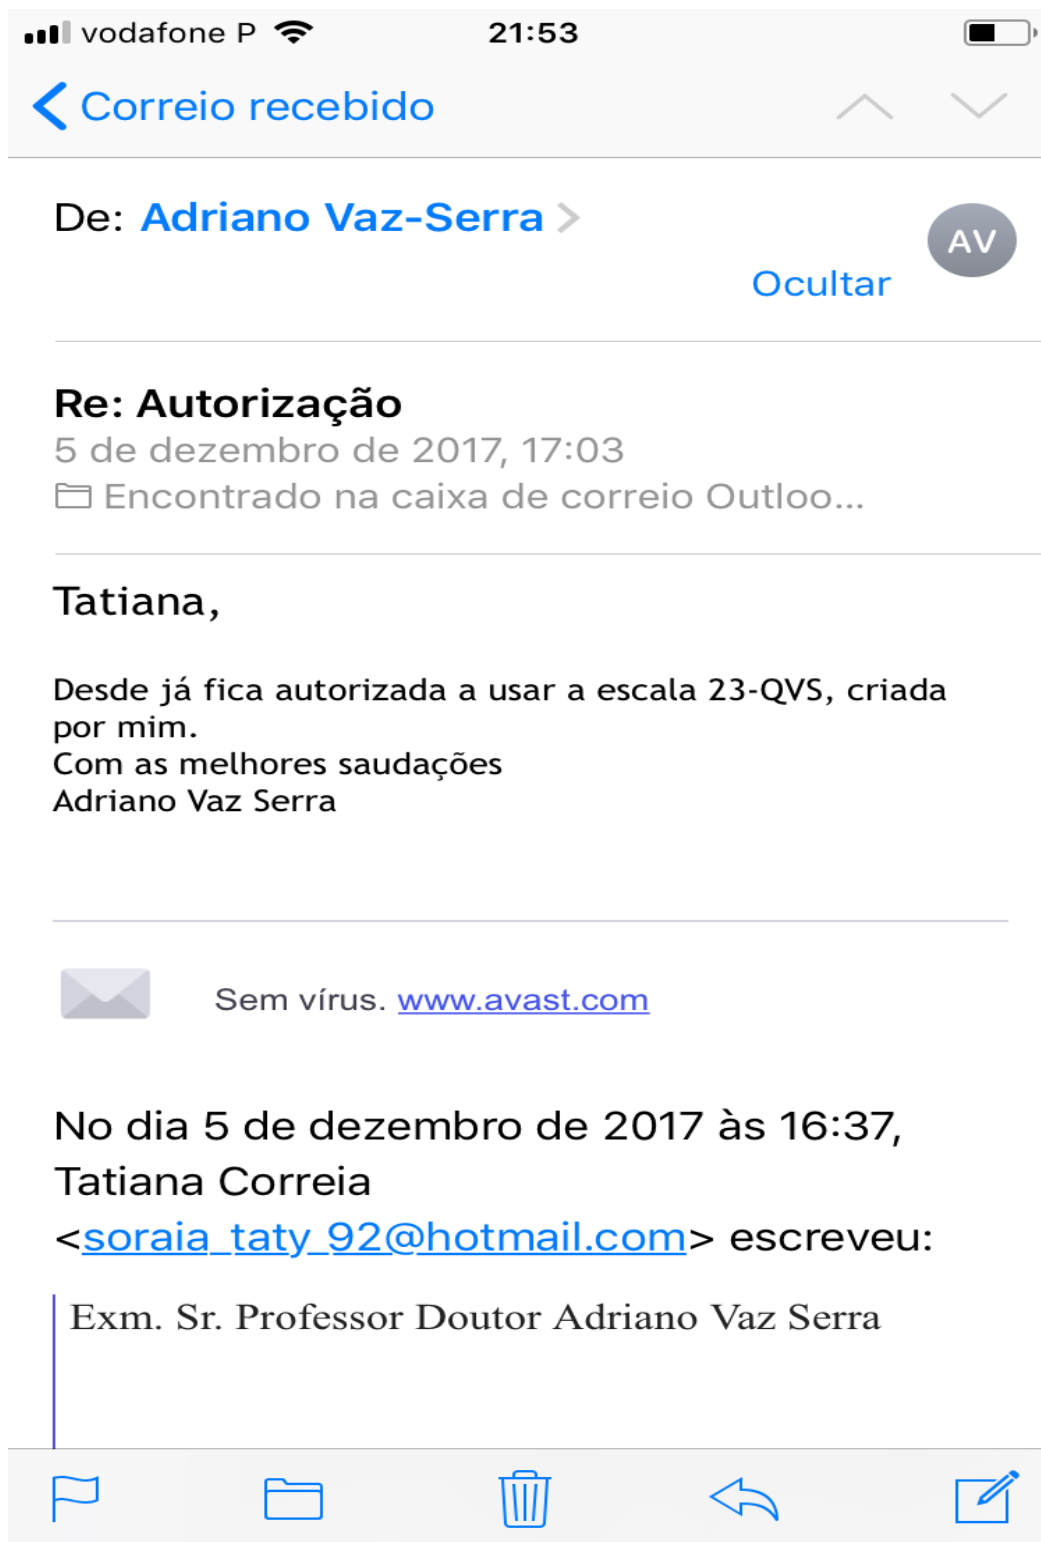 vodafone P 21:53
Correio recebido
De: Adriano Vaz-Serra
AV
Ocultar
Re: Autorização
5 de dezembro de 2017, 17:03
Encontrado na caixa de correio Outloo...
Tatiana,
Desde já fica autorizada a usar a escala 23-QVS, criada
por mim.
Com as melhores saudações
Adriano Vaz Serra
Sem vírus. www.avast.com
No dia 5 de dezembro de 2017 às 16:37,
Tatiana Correia
<soraia_taty_92@hotmail.com> escreveu:
Exm. Sr. Professor Doutor Adriano Vaz Serra